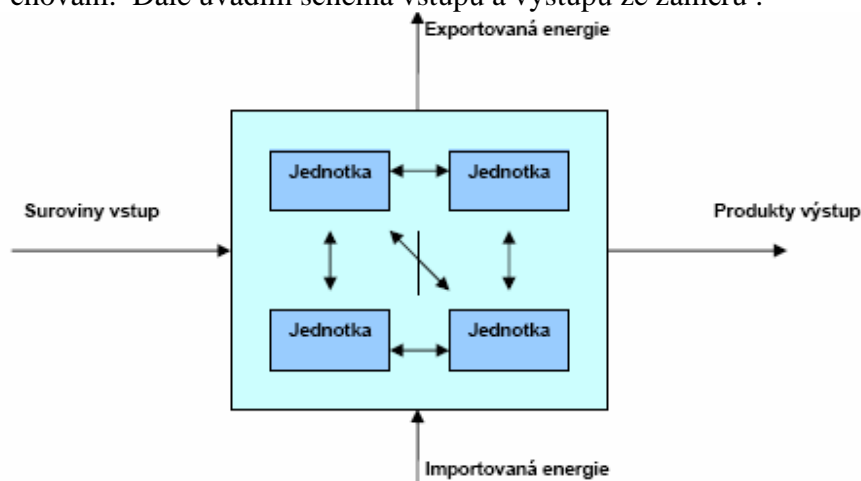 chování. Dále uvádím schéma vstupů a výstupů ze záměru :
Exportovaná energie
Jednotka
Jednotka
Suroviny vstup
Produkty výstup
Jednotka
Jednotka
Importovaná energie